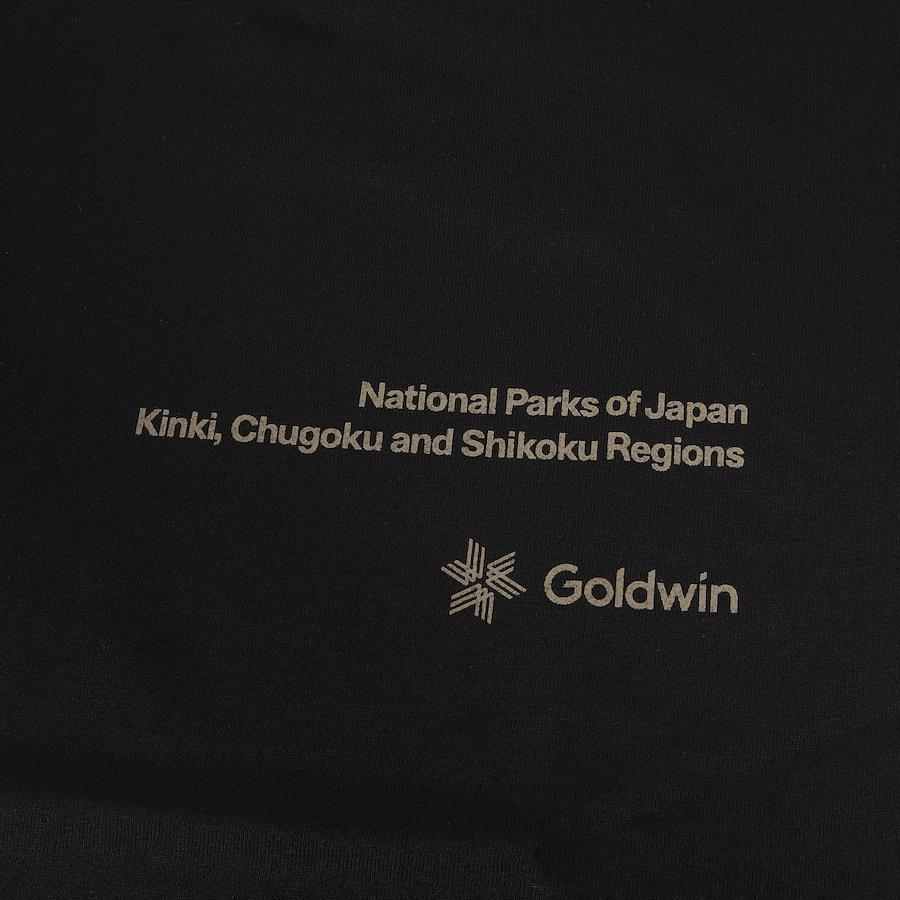 National Parks of Japan
Kinki, Chugoku and Shikoku Regions
Goldwin